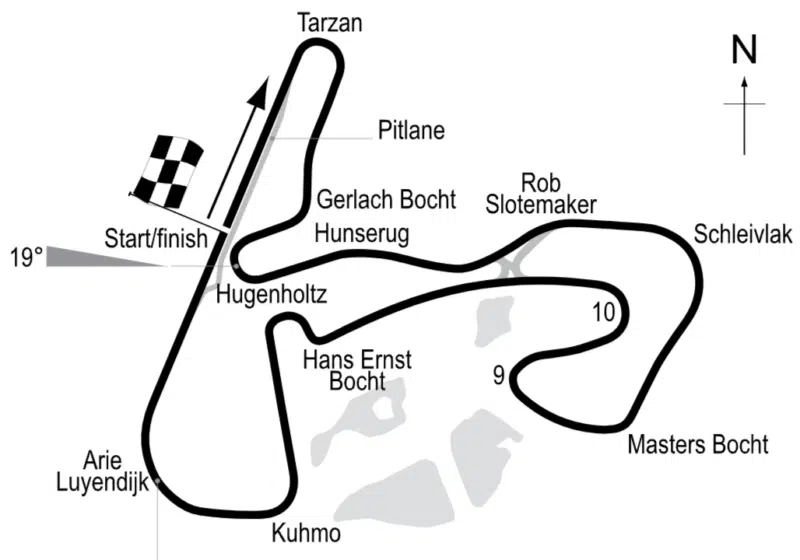 Tarzan
N
Pitlane
Gerlach Bocht
Rob
Slotemaker
Start/finish
Hunserug
Schleivlak
19°
Hugenholtz
10
Hans Ernst
Bocht
9
Masters Bocht
Arie
Luyendijk
Kuhmo